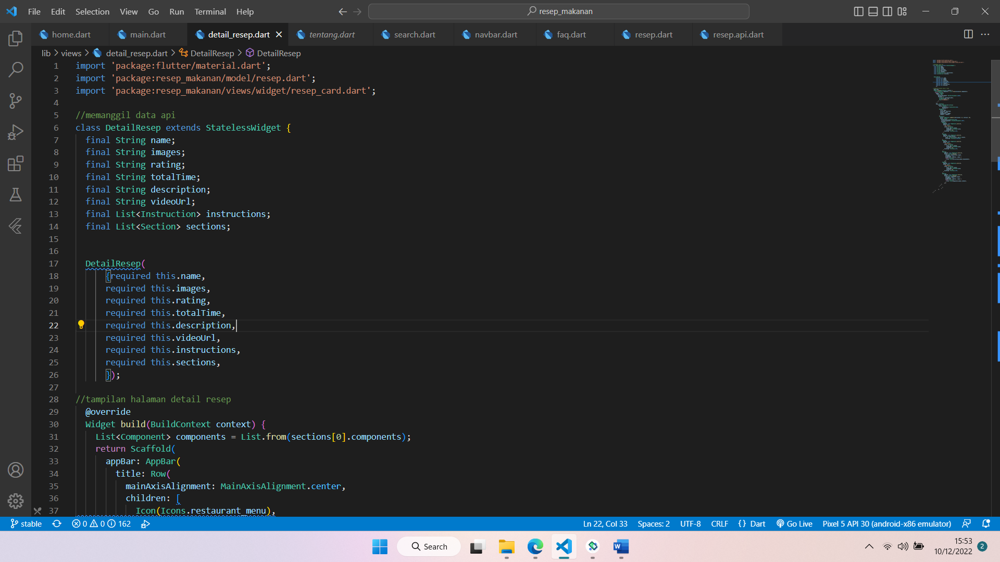 File Edit Selection View Go Run Terminal Help
resep_makanan
home.dart main.dart detail_resep.dart tentang.dart search.dart navbar.dart faq.dart resep.dart resep.api.dart
lib > views > detail_resep.dart > DetailResep > DetailResep
1 import 'package:flutter/material.dart';
2 import 'package:resep_makanan/model/resep.dart';
3 import 'package:resep_makanan/views/widget/resep_card.dart';
4
5 //memanggil data api
6 class DetailResep extends StatelessWidget {
7 final String name;
8 final String images;
9 final String rating;
10 final String totalTime;
11 final String description;
12 final String videoUrl;
13 final List<Instruction> instructions;
14 final List<Section> sections;
15
16
17 DetailResep(
18 {required this.name,
19 required this.images,
20 required this.rating,
21 required this.totalTime,
22 required this.description,
23 required this.videoUrl,
24 required this.instructions,
25 required this.sections,
26 });
27
28 //tampilan halaman detail resep
29 @override
30 Widget build(BuildContext context) {
31 List<Component> components = List.from(sections[0].components);
32 return Scaffold(
33 appBar: AppBar(
34 title: Row(
35 mainAxisAlignment: MainAxisAlignment.center,
36 children: [
37 Icon(Icons.restaurant_menu),
stable 0 0 162 Ln 22, Col 33 Spaces: 2 UTF-8 CRLF {} Dart Go Live Pixel 5 API 30 (android-x86 emulator)
Search
15:53
10/12/2022
2